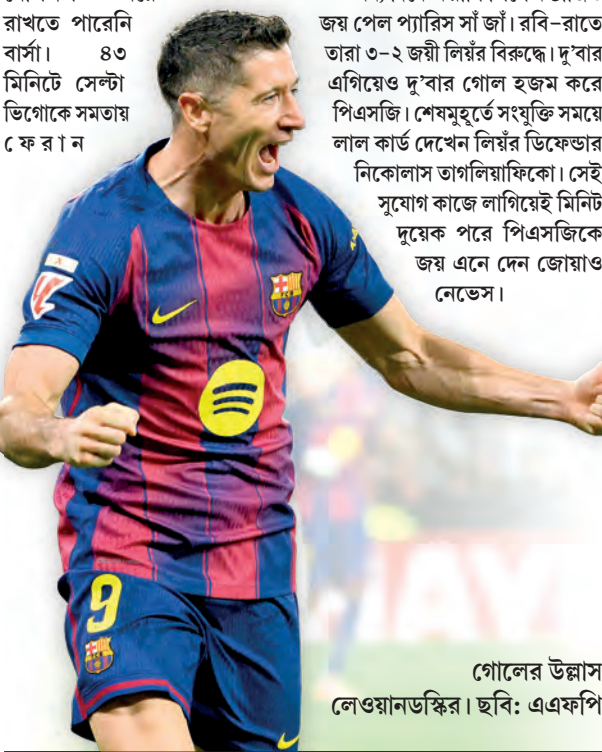 রাখতে পারেনি
বার্সা। ৪৩
মিনিটে সেল্টা
ভিগোকে সমতায়
ফেরান
জয় পেল প্যারিস সাঁ জাঁ। রবি-রাতে
তারা ৩-২ জয়ী লিয়ঁর বিরুদ্ধে। দু'বার
এগিয়েও দু'বার গোল হজম করে
পিএসজি। শেষমুহূর্তে সংযুক্তি সময়ে
লাল কার্ড দেখেন লিয়ঁর ডিফেন্ডার
নিকোলাস তাগলিয়াফিকো। সেই
সুযোগ কাজে লাগিয়েই মিনিট
দুয়েক পরে পিএসজিকে
জয় এনে দেন জোয়াও
নেভেস।
9
গোলের উল্লাস
লেওয়ানডস্কির। ছবি: এএফপি